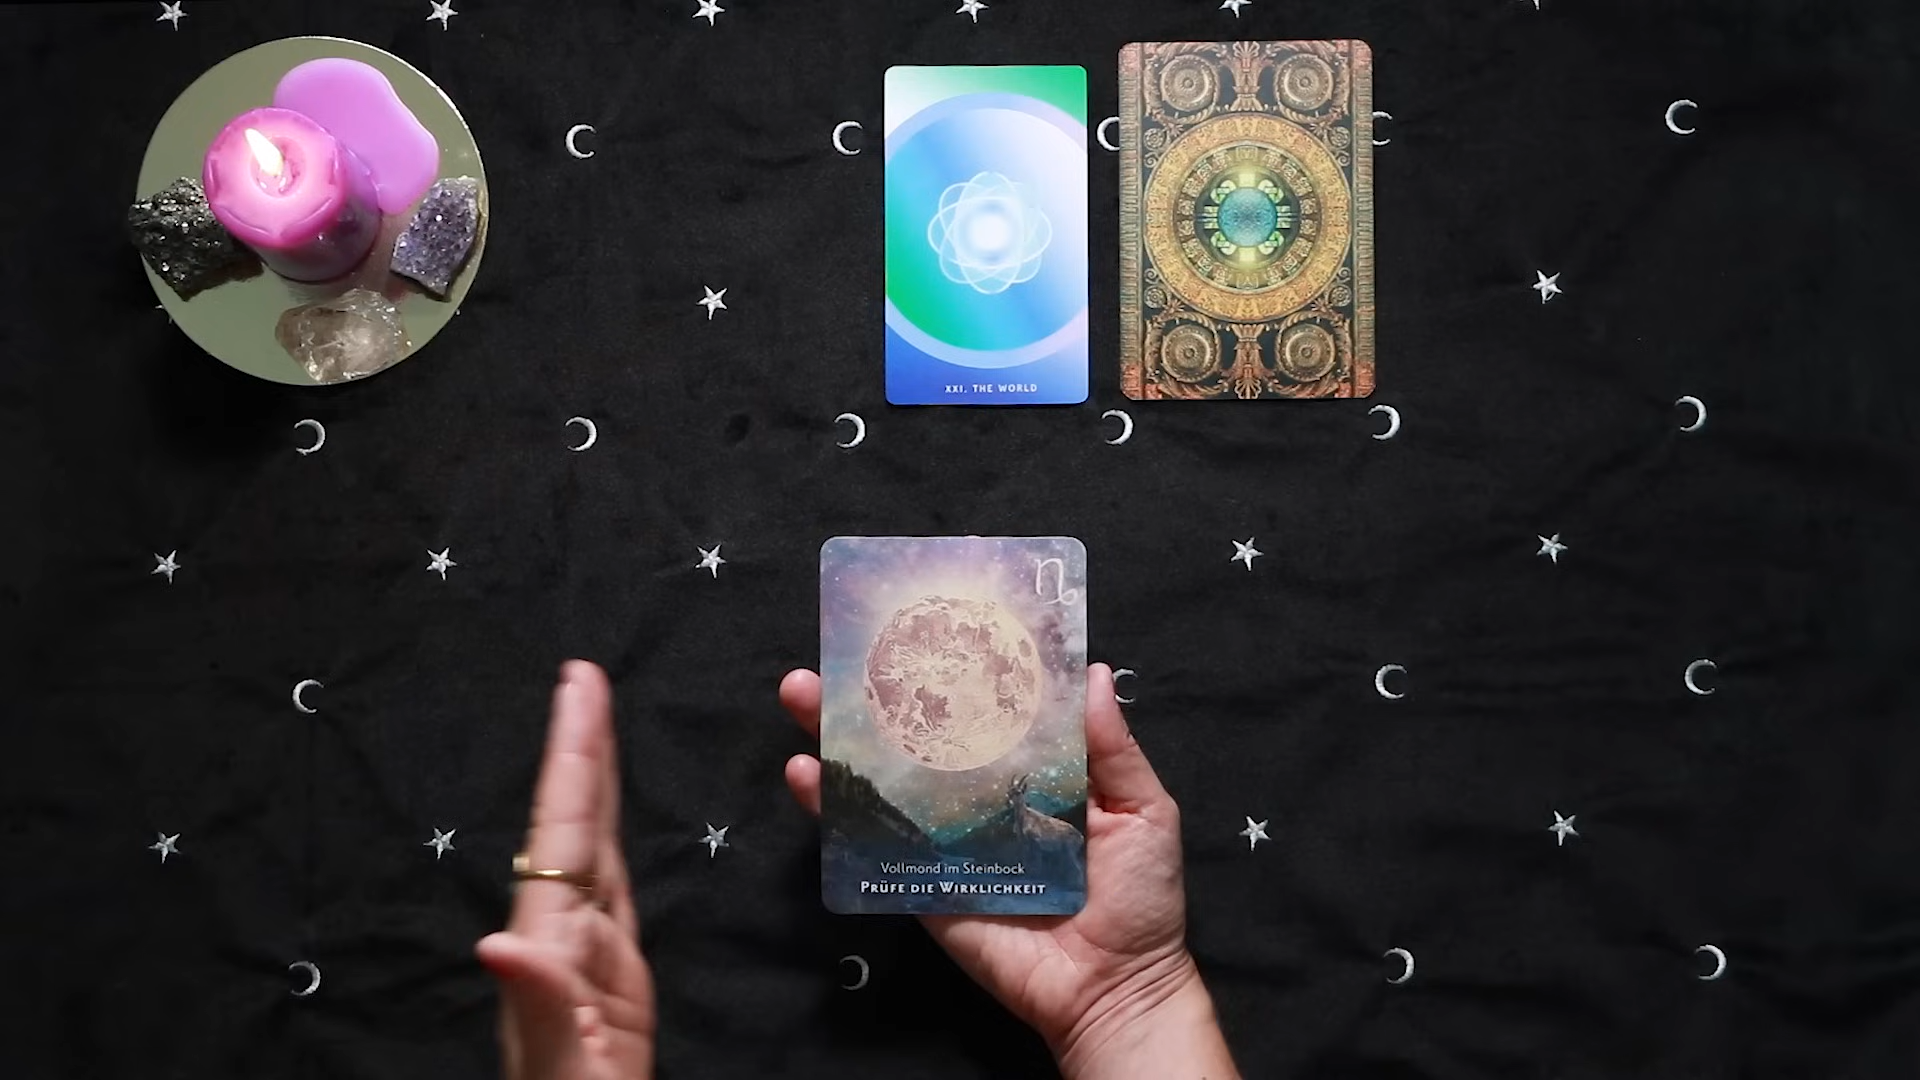 XXI. THE WORLD
Vollmond im Steinbock
PRÜFE DIE WIRKLICHKEIT